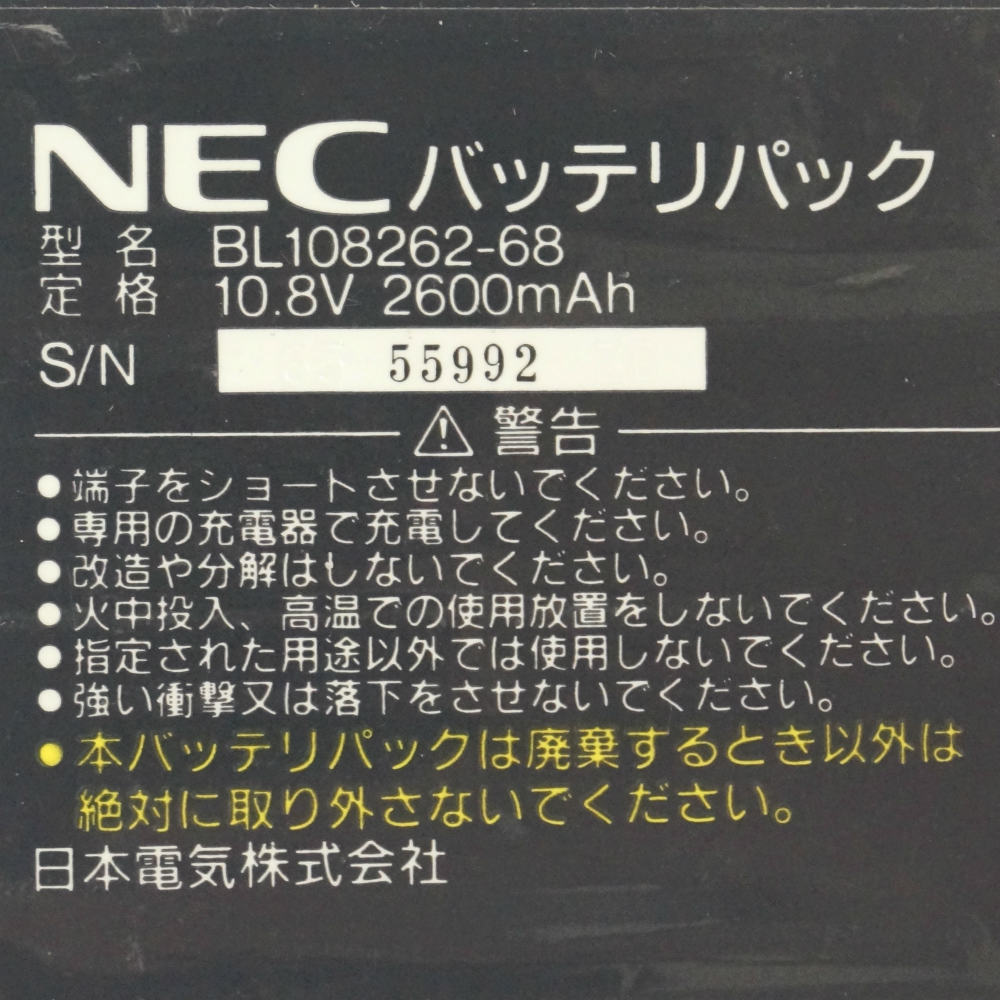 NEC バッテリパック
型名 BL108262-68
定格 10.8V 2600mAh
S/N 55992
⚠ 警告
●端子をショートさせないでください。
●専用の充電器で充電してください。
●改造や分解はしないでください。
●火中投入、高温での使用放置をしないでください。
●指定された用途以外では使用しないでください。
●強い衝撃又は落下をさせないでください。
●本バッテリパックは廃棄するとき以外は
絶対に取り外さないでください。
日本電気株式会社